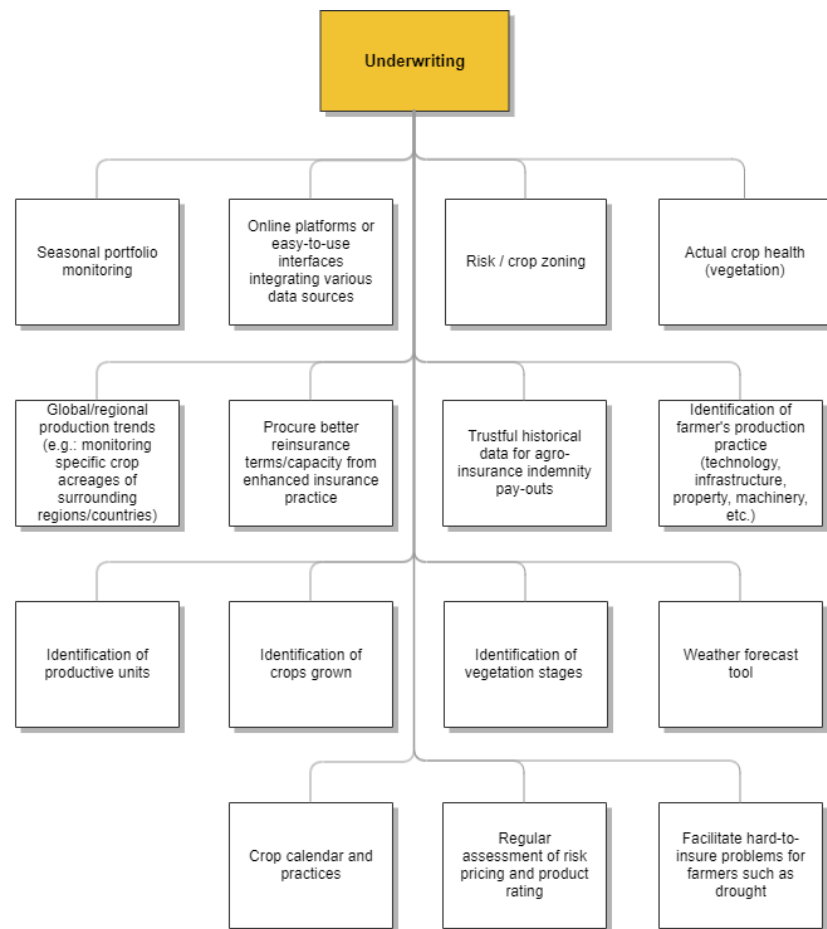 Underwriting
Seasonal portfolio
monitoring
Online platforms or
easy-to-use
interfaces
integrating various
data sources
Risk / crop zoning
Actual crop health
(vegetation)
Global/regional
production trends
(e.g.: monitoring
specific crop
acreages of
surrounding
regions/countries)
Procure better
reinsurance
terms/capacity from
enhanced insurance
practice
Trustful historical
data for agro-
insurance indemnity
pay-outs
Identification of
farmer's production
practice
(technology,
infrastructure,
property, machinery,
etc.)
Identification of
productive units
Identification of
crops grown
Identification of
vegetation stages
Weather forecast
tool
Crop calendar and
practices
Regular
assessment of risk
pricing and product
rating
Facilitate hard-to-
insure problems for
farmers such as
drought